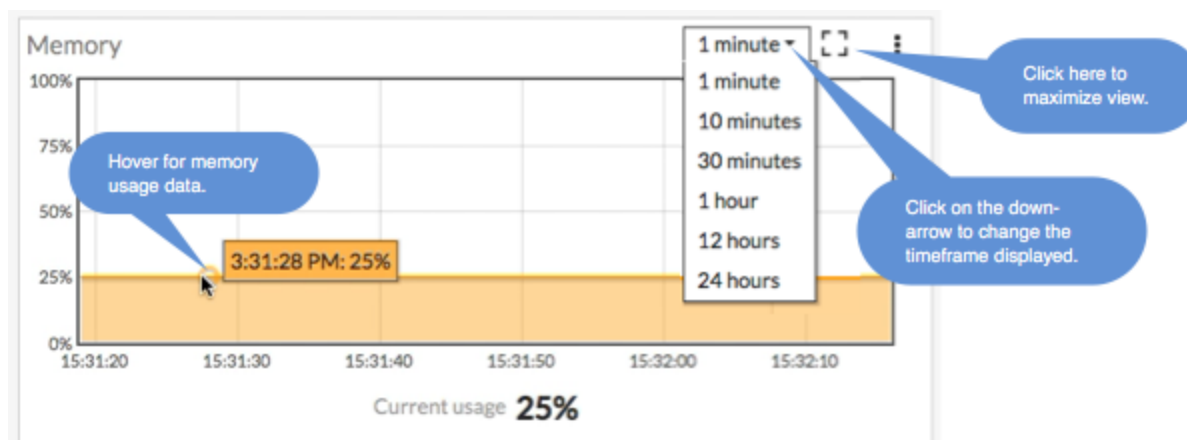 Memory
1 minute
100%
1 minute
Click here to
maximize view.
10 minutes
75%
Hover for memory
usage data.
30 minutes
50%
1 hour
Click on the down-
arrow to change the
timeframe displayed.
12 hours
3:31:28 PM: 25%
25%
24 hours
0%
15:31:20 15:31:30 15:31:40 15:31:50 15:32:00 15:32:10
Current usage 25%